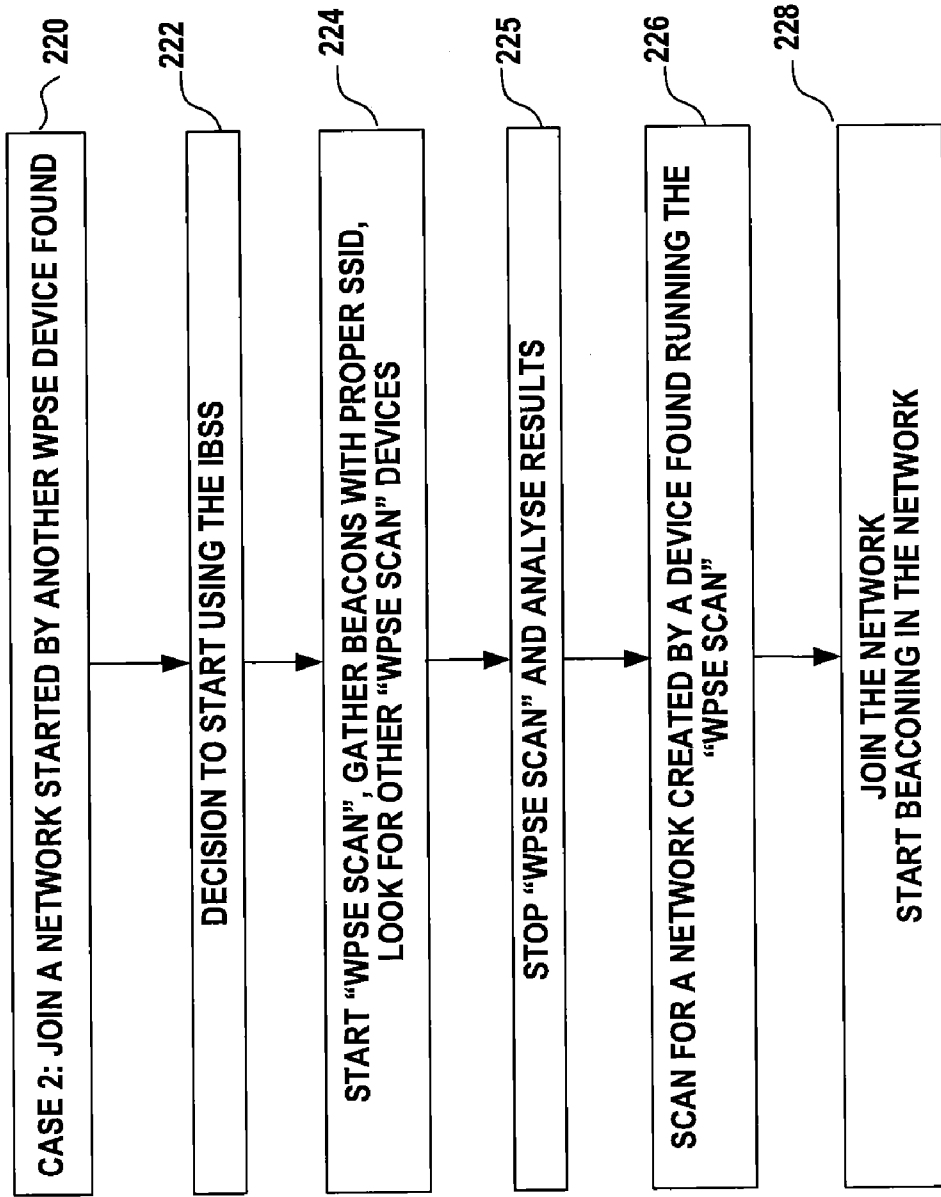 CASE 2: JOIN A NETWORK STARTED BY ANOTHER WPSE DEVICE FOUND
220
DECISION TO START USING THE IBSS
222
START “WPSE SCAN”, GATHER BEACONS WITH PROPER SSID,
LOOK FOR OTHER “WPSE SCAN” DEVICES
224
STOP “WPSE SCAN” AND ANALYSE RESULTS
225
SCAN FOR A NETWORK CREATED BY A DEVICE FOUND RUNNING THE
“WPSE SCAN”
226
JOIN THE NETWORK
START BEACONING IN THE NETWORK
228